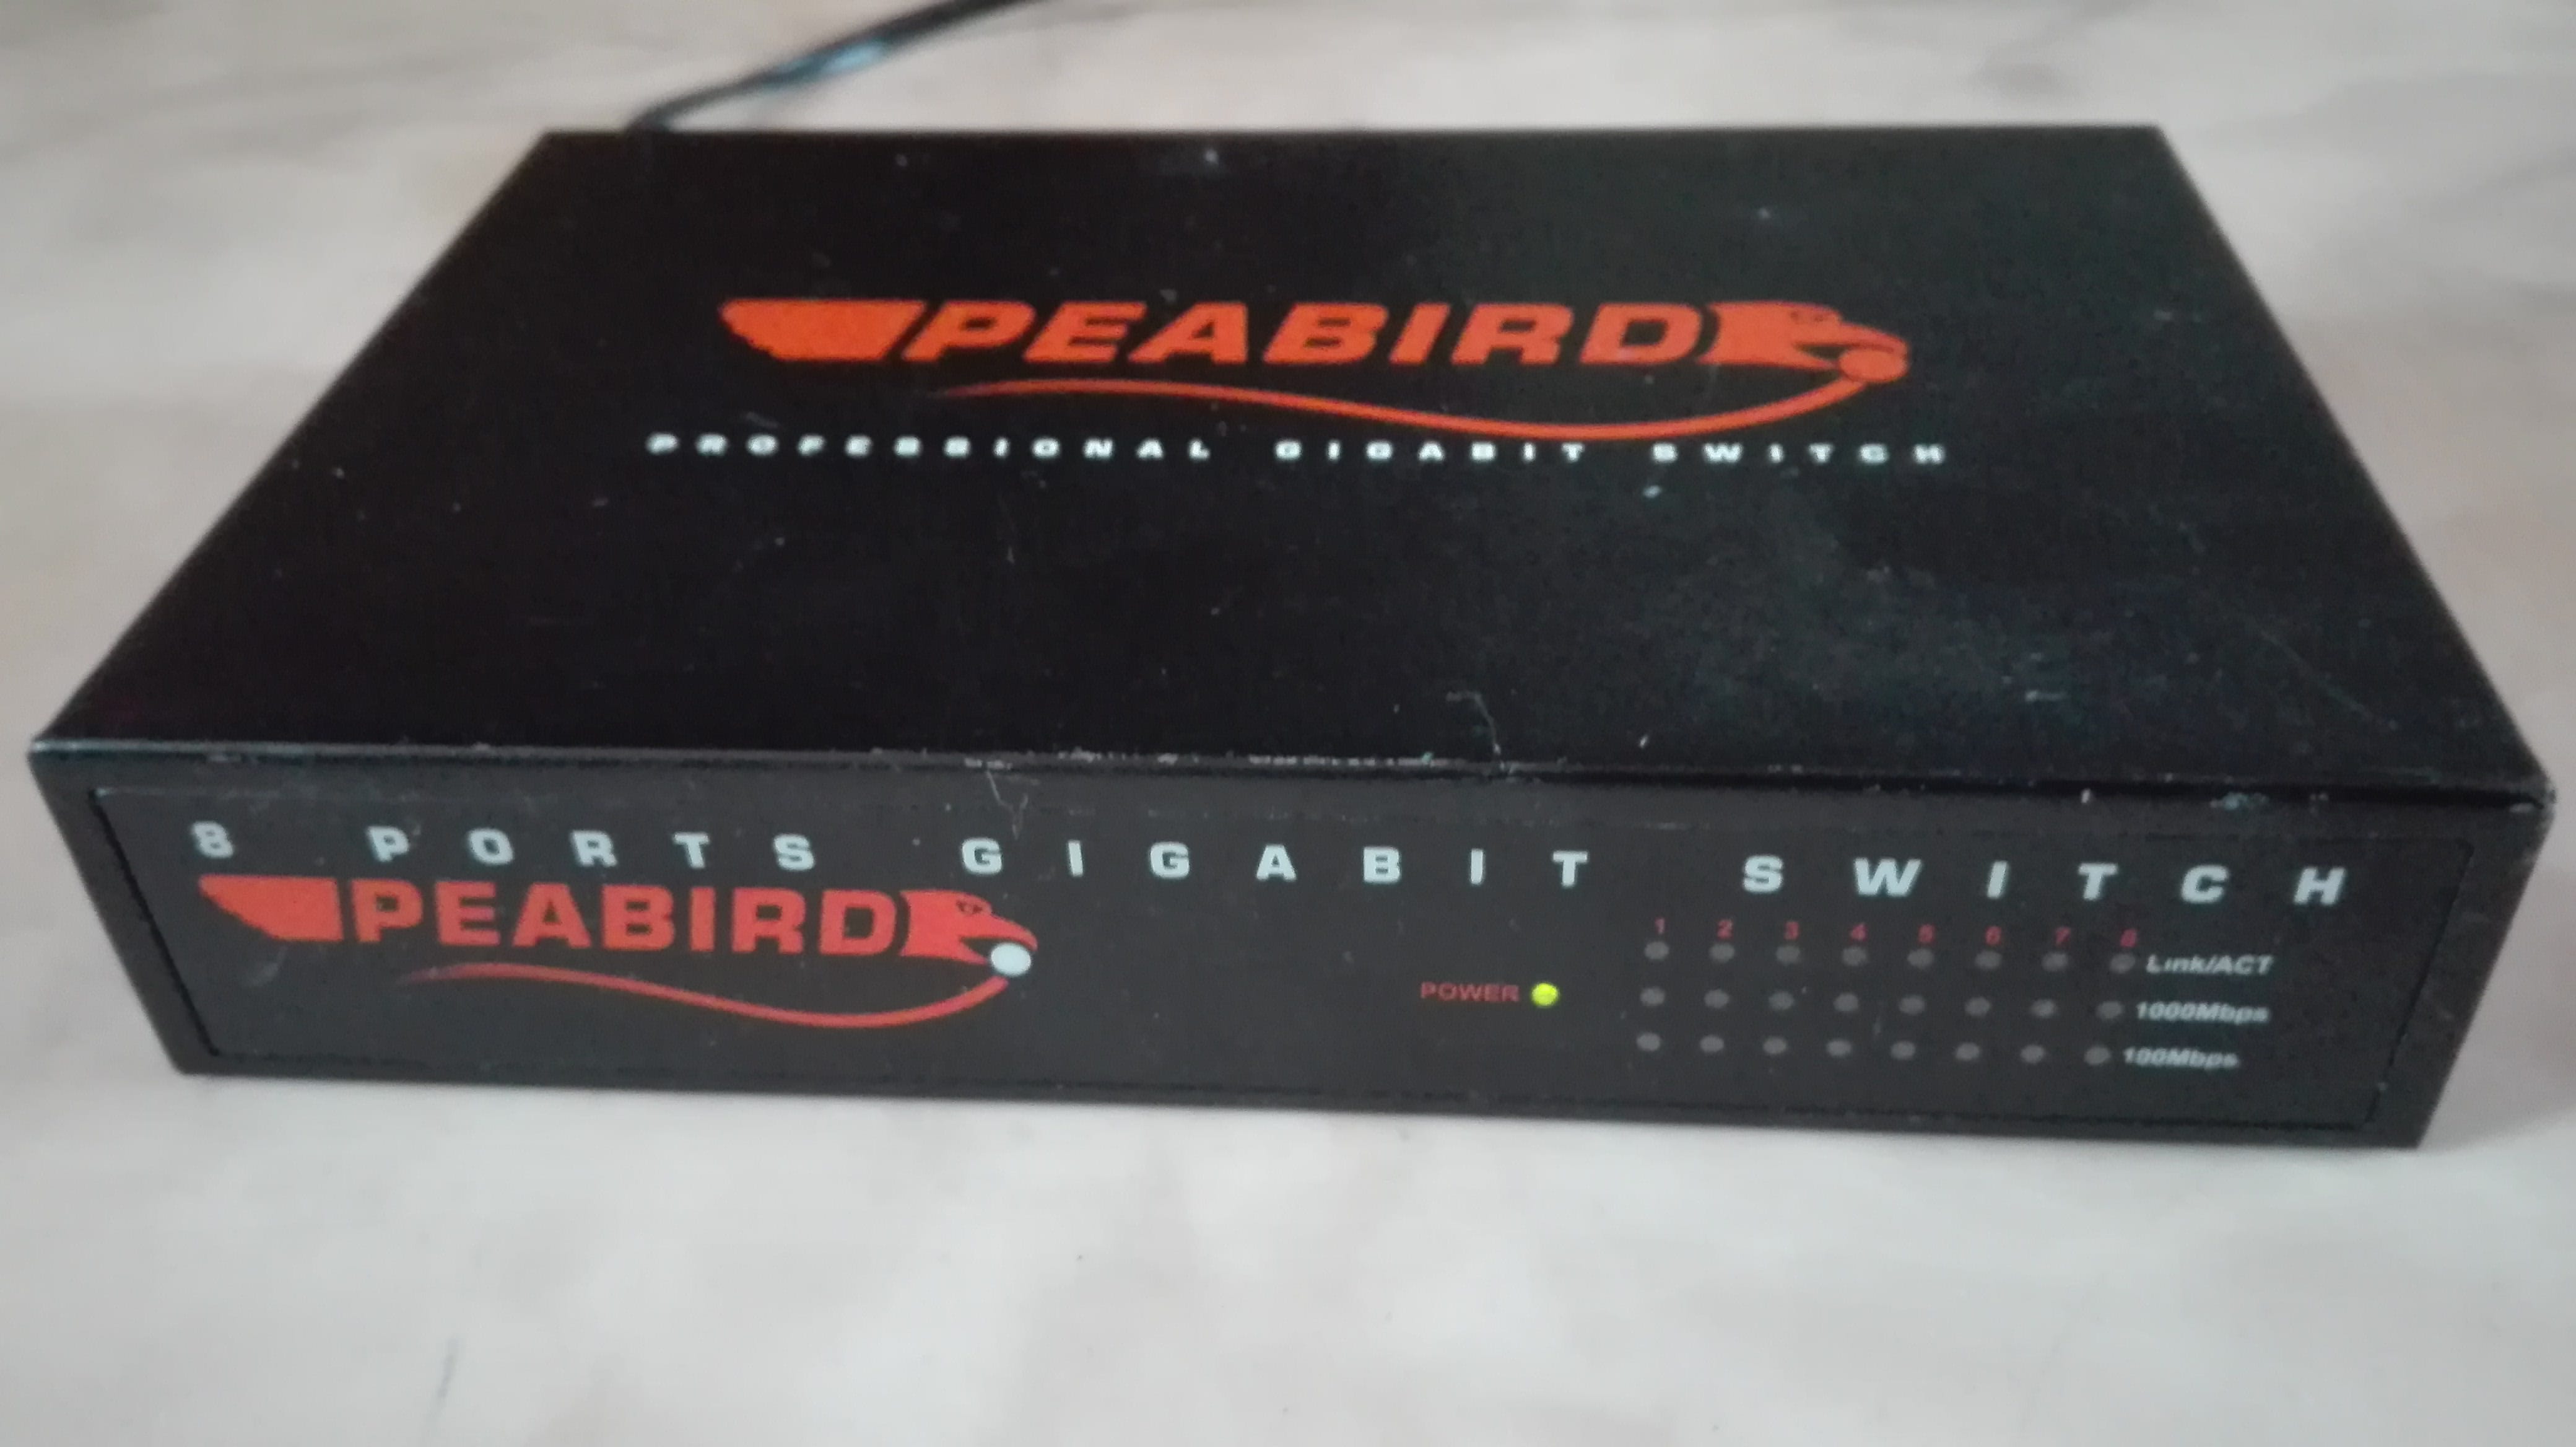 PEABIRD
PROFESSIONAL GIGABIT SWITCH
8 PORTS GIGABIT SWITCH
PEABIRD
1 2 3 4 5 6 7 8
Link/ACT
POWER
1000Mbps
100Mbps